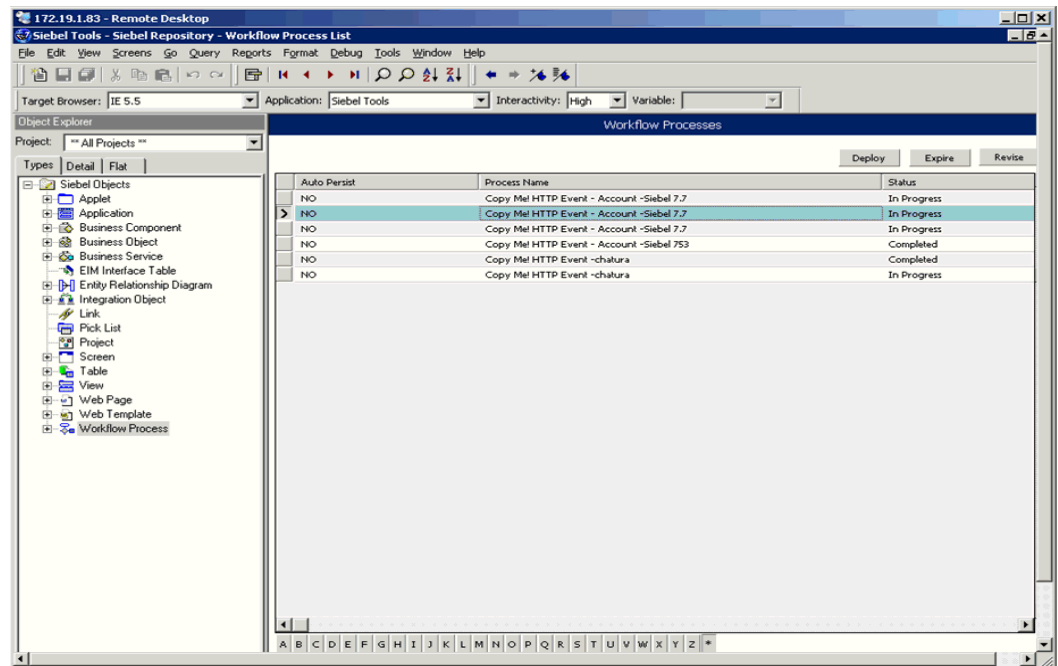 172.19.1.83 - Remote Desktop
Siebel Tools - Siebel Repository - Workflow Process List
File Edit View Screens Go Query Reports Format Debug Tools Window Help
Target Browser: IE 5.5 Application: Siebel Tools Interactivity: High Variable:
Object Explorer
Workflow Processes
Project: ** All Projects **
Deploy Expire Revise
Types Detail Flat
Auto Persist Process Name Status
NO Copy Me! HTTP Event - Account -Siebel 7.7 In Progress
NO Copy Me! HTTP Event - Account -Siebel 7.7 In Progress
NO Copy Me! HTTP Event - Account -Siebel 7.7 In Progress
NO Copy Me! HTTP Event - Account -Siebel 753 Completed
NO Copy Me! HTTP Event -chatura Completed
NO Copy Me! HTTP Event -chatura In Progress
Siebel Objects
Applet
Application
Business Component
Business Object
Business Service
EIM Interface Table
Entity Relationship Diagram
Integration Object
Link
Pick List
Project
Screen
Table
View
Web Page
Web Template
Workflow Process
A B C D E F G H I J K L M N O P Q R S T U V W X Y Z *